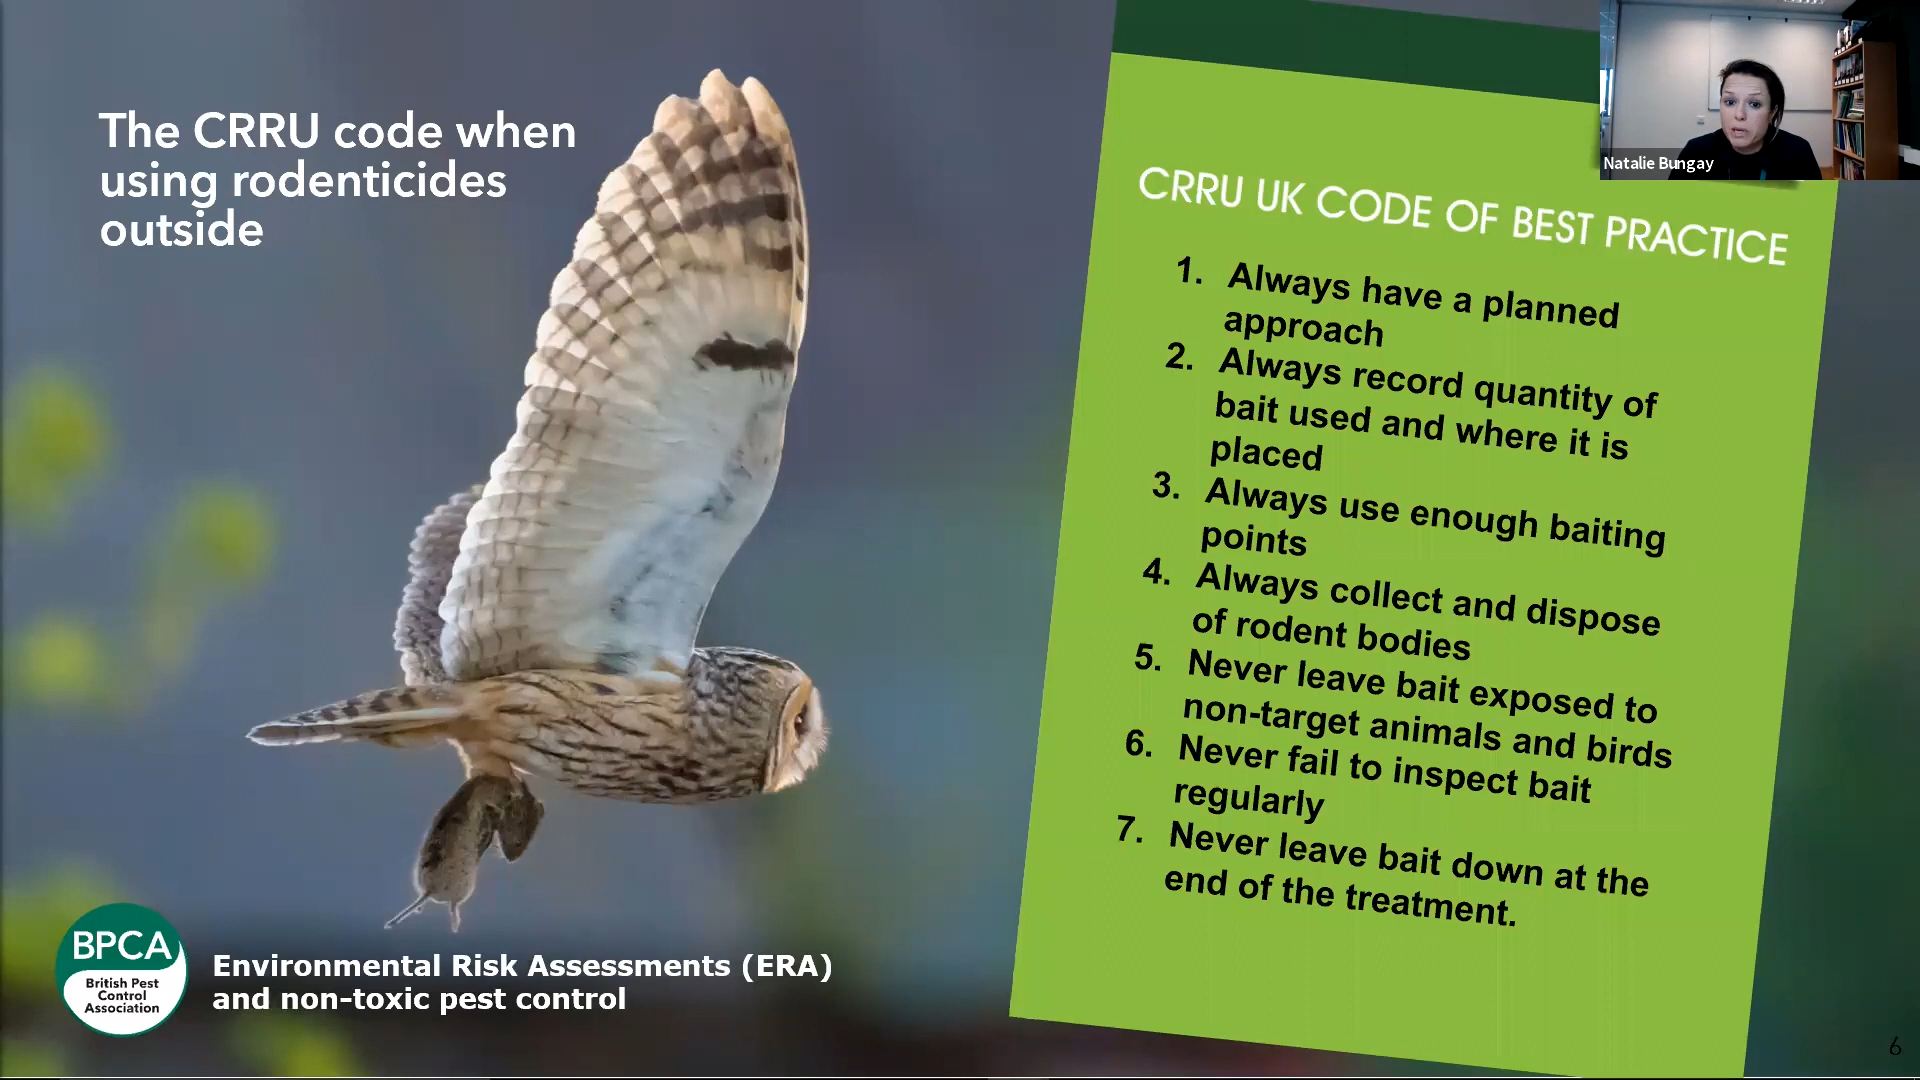 The CRRU code when
using rodenticides
outside
CRRU UK CODE OF BEST PRACTICE
1. Always have a planned
approach
2. Always record quantity of
bait used and where it is
placed
3. Always use enough baiting
points
4. Always collect and dispose
of rodent bodies
5. Never leave bait exposed to
non-target animals and birds
6. Never fail to inspect bait
regularly
7. Never leave bait down at the
end of the treatment.
Natalie Bungay
BPCA
British Pest
Control
Association
Environmental Risk Assessments (ERA)
and non-toxic pest control
6